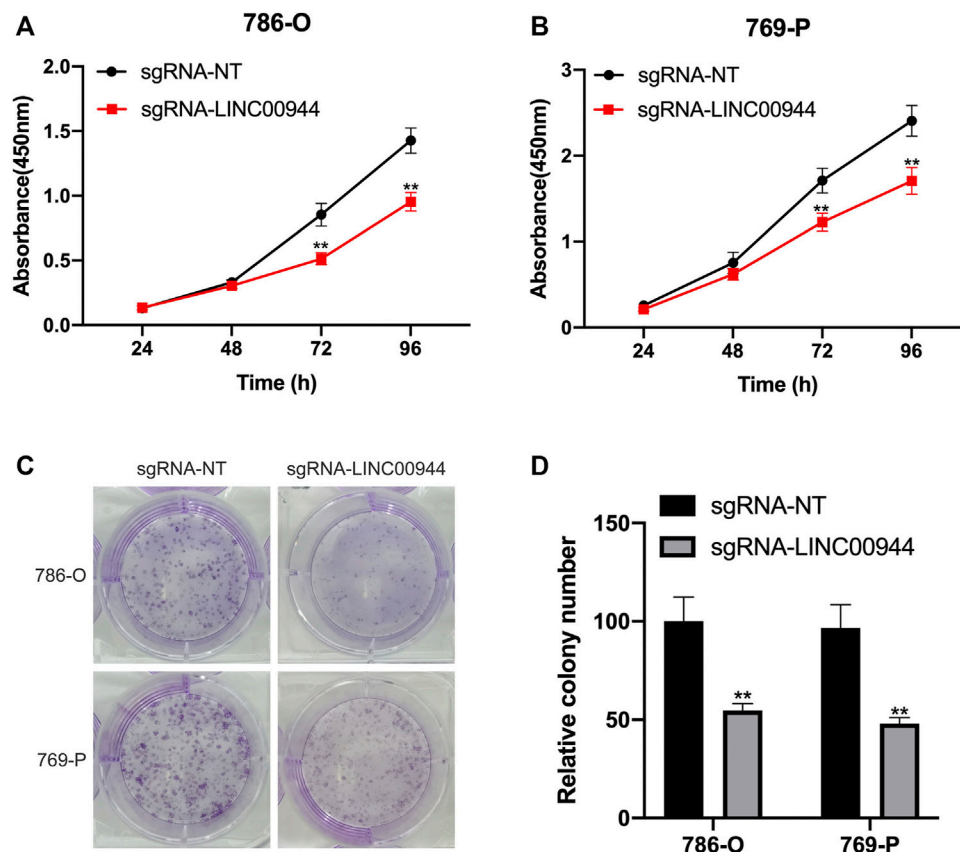 A
786-O
sgRNA-NT
sgRNA-LINC00944
Absorbance(450nm)
2.0
1.5
1.0
0.5
0.0
**
**
24 48 72 96
Time (h)
B
769-P
sgRNA-NT
sgRNA-LINC00944
Absorbance(450nm)
3
2
1
0
**
**
24 48 72 96
Time (h)
C
sgRNA-NT sgRNA-LINC00944
786-O
769-P
D
sgRNA-NT
sgRNA-LINC00944
Relative colony number
150
100
50
0
**
**
786-O 769-P